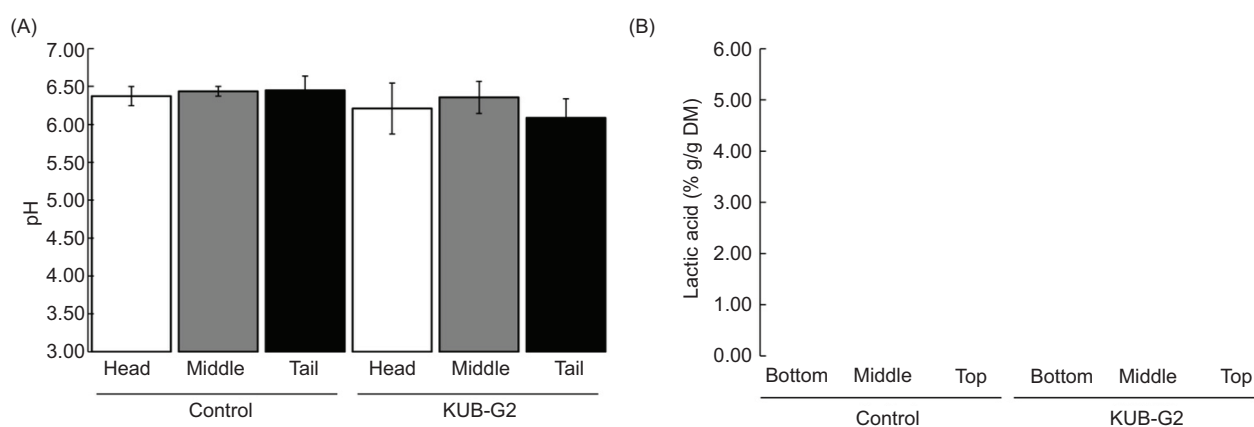 (A)
7.00
6.50
6.00
5.50
5.00
4.50
4.00
3.50
3.00
pH
Head Middle Tail Head Middle Tail
Control KUB-G2
(B)
6.00
5.00
4.00
3.00
2.00
1.00
0.00
Lactic acid (% g/g DM)
Bottom Middle Top Bottom Middle Top
Control KUB-G2